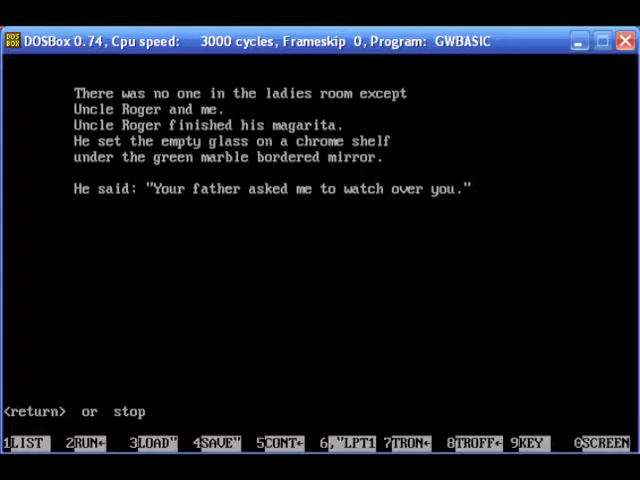 DOSBox 0.74, Cpu speed: 3000 cycles, Frameskip 0, Program: GWBASIC
There was no one in the ladies room except
Uncle Roger and me.
Uncle Roger finished his magarita.
He set the empty glass on a chrome shelf
under the green marble bordered mirror.
He said: "Your father asked me to watch over you."
<return> or stop
1LIST 2RUN← 3LOAD" 4SAVE" 5CONT← 6,"LPT1 7TRON← 8TROFF← 9KEY 0SCREEN